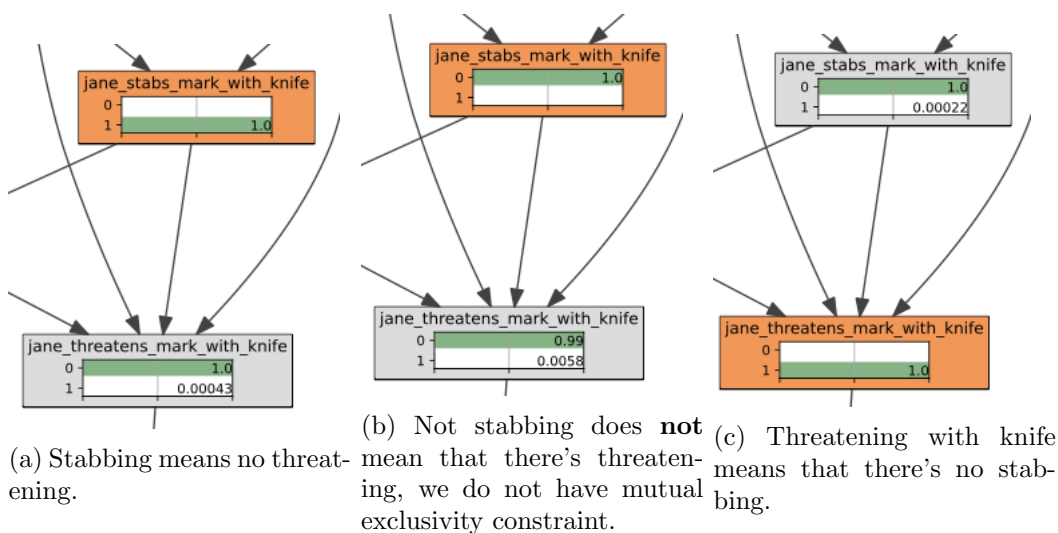 jane_stabs_mark_with_knife
0
1 1.0
jane_threatens_mark_with_knife
0 1.0
1 0.00043
(a) Stabbing means no threat-
ening.
jane_stabs_mark_with_knife
0 1.0
1
jane_threatens_mark_with_knife
0 0.99
1 0.0058
(b) Not stabbing does not
mean that there's threaten-
ing, we do not have mutual
exclusivity constraint.
jane_stabs_mark_with_knife
0 1.0
1 0.00022
jane_threatens_mark_with_knife
0
1 1.0
(c) Threatening with knife
means that there's no stab-
bing.